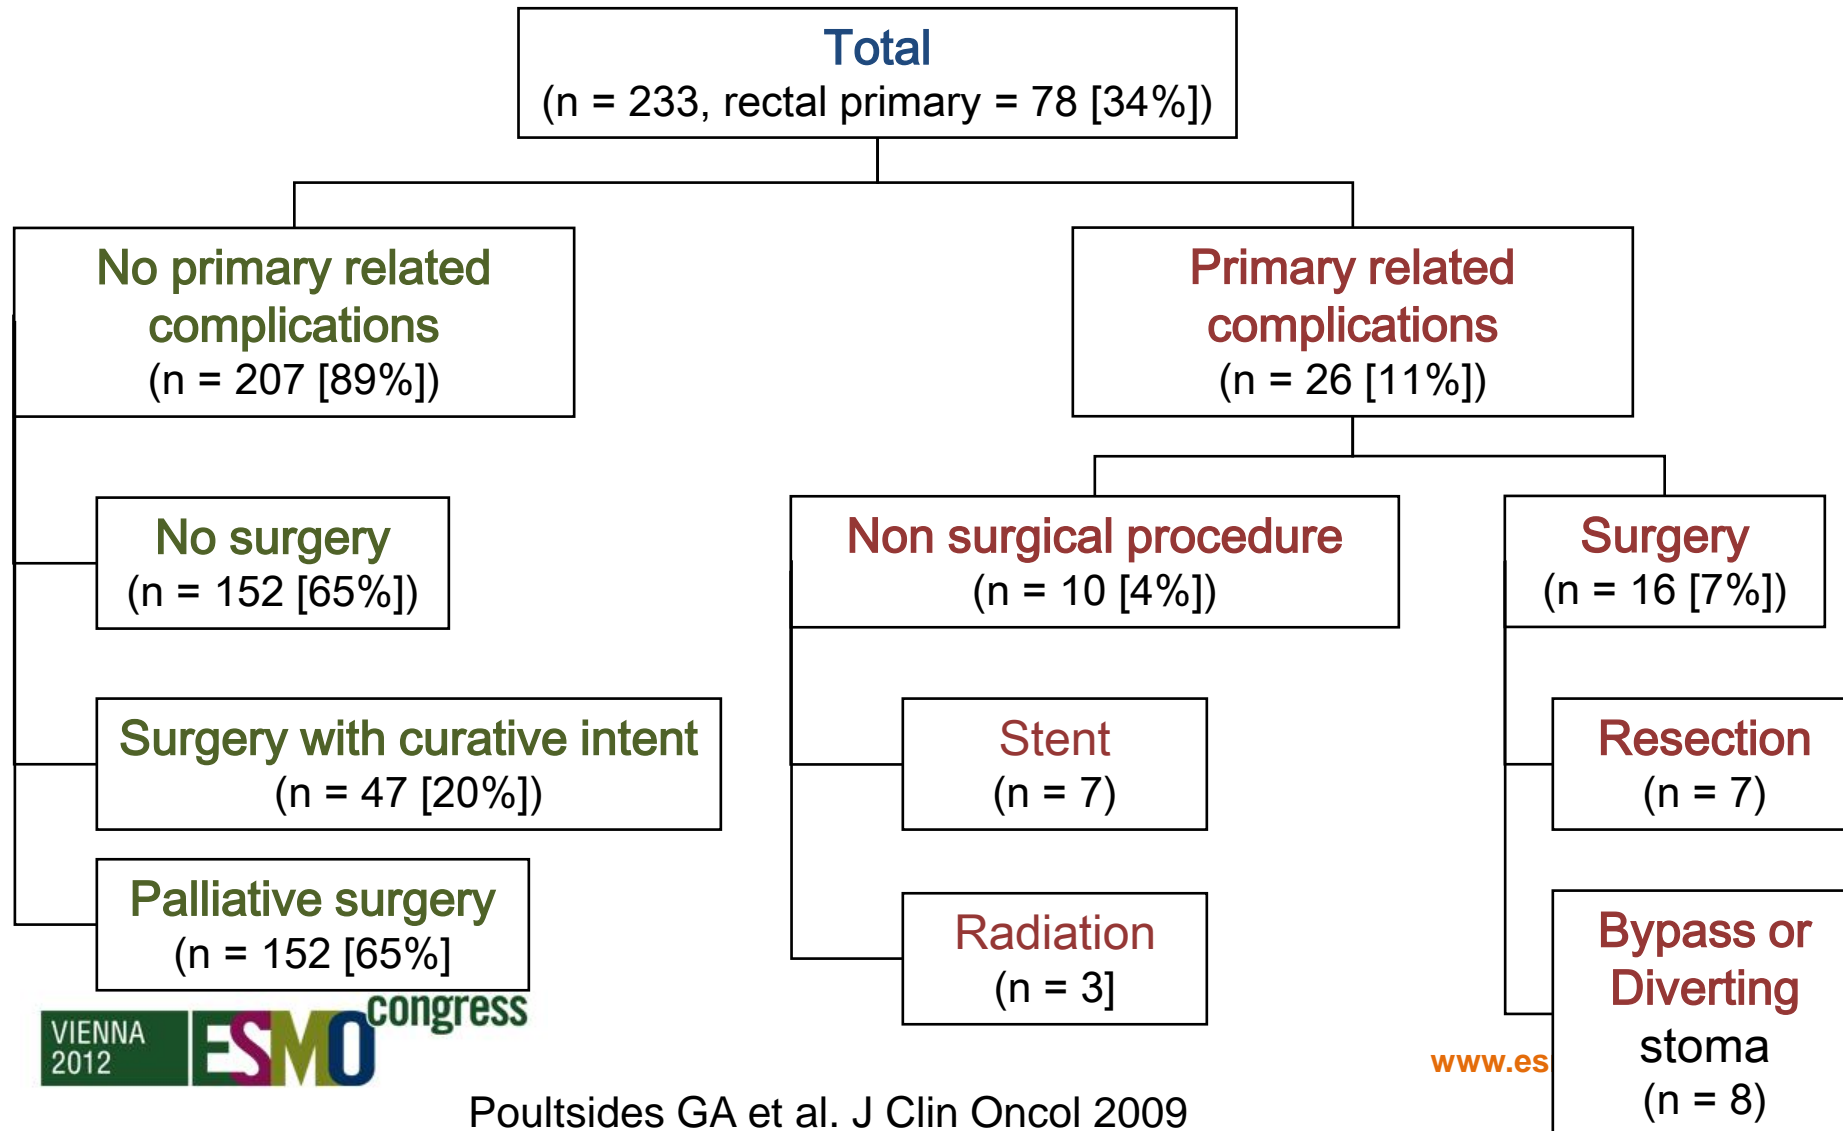 Total
(n = 233, rectal primary = 78 [34%])
No primary related
complications
(n = 207 [89%])
Primary related
complications
(n = 26 [11%])
No surgery
(n = 152 [65%])
Non surgical procedure
(n = 10 [4%])
Surgery
(n = 16 [7%])
Surgery with curative intent
(n = 47 [20%])
Stent
(n = 7)
Resection
(n = 7)
Palliative surgery
(n = 152 [65%]
Radiation
(n = 3]
Bypass or
Diverting
stoma
(n = 8)
VIENNA
2012
ESMO congress
www.es
Poultsides GA et al. J Clin Oncol 2009